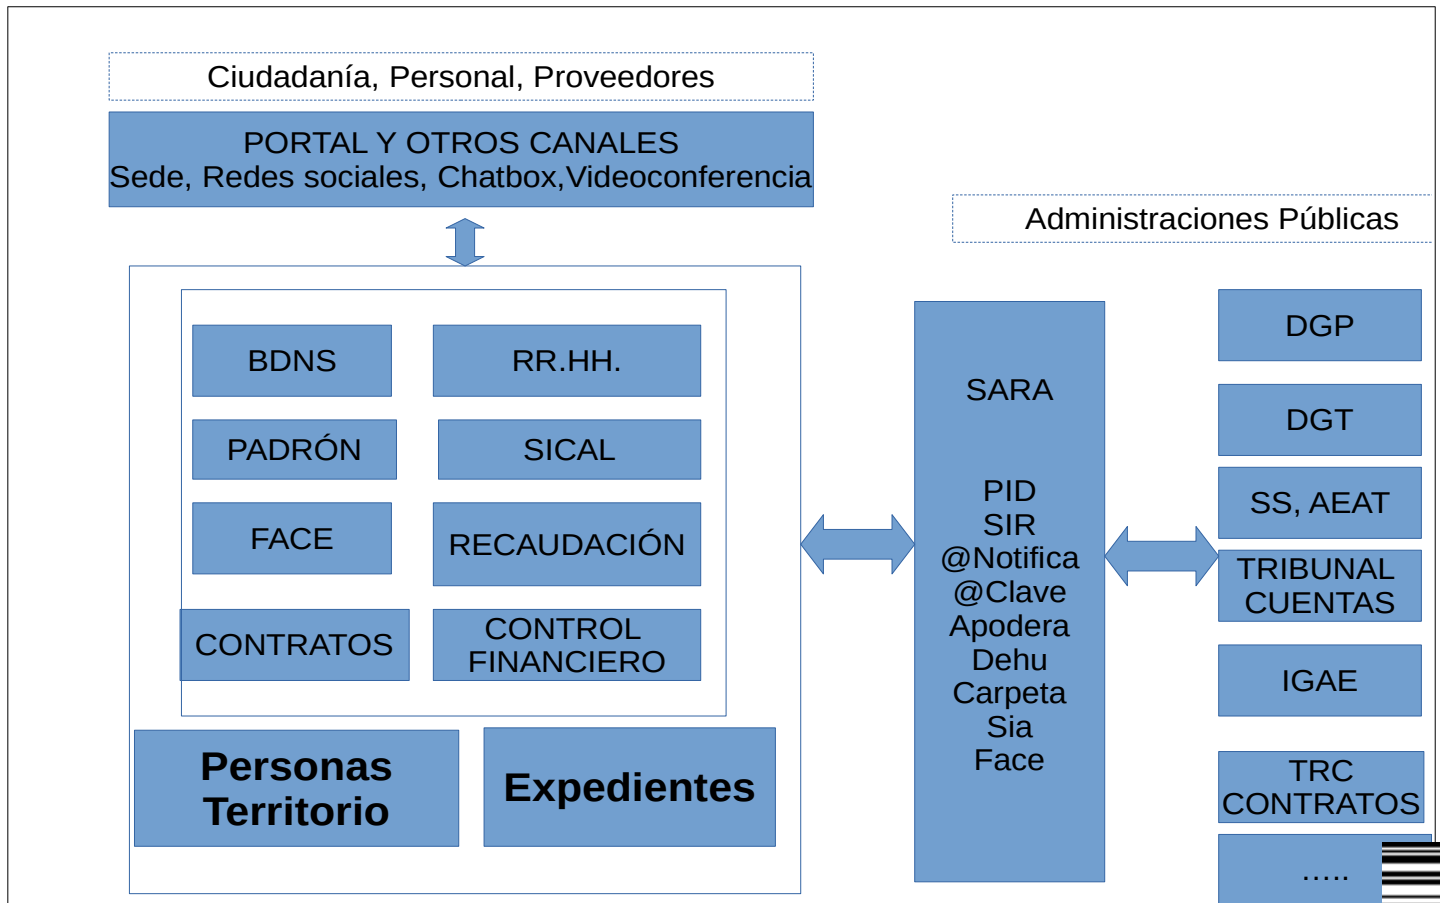 Ciudadanía, Personal, Proveedores
PORTAL Y OTROS CANALES
Sede, Redes sociales, Chatbox,Videoconferencia
Administraciones Públicas
BDNS
RR.HH.
PADRÓN
SICAL
FACE
RECAUDACIÓN
CONTRATOS
CONTROL
FINANCIERO
Personas
Territorio
Expedientes
SARA
PID
SIR
@Notifica
@Clave
Apodera
Dehu
Carpeta
Sia
Face
DGP
DGT
SS, AEAT
TRIBUNAL
CUENTAS
IGAE
TRC
CONTRATOS
…..